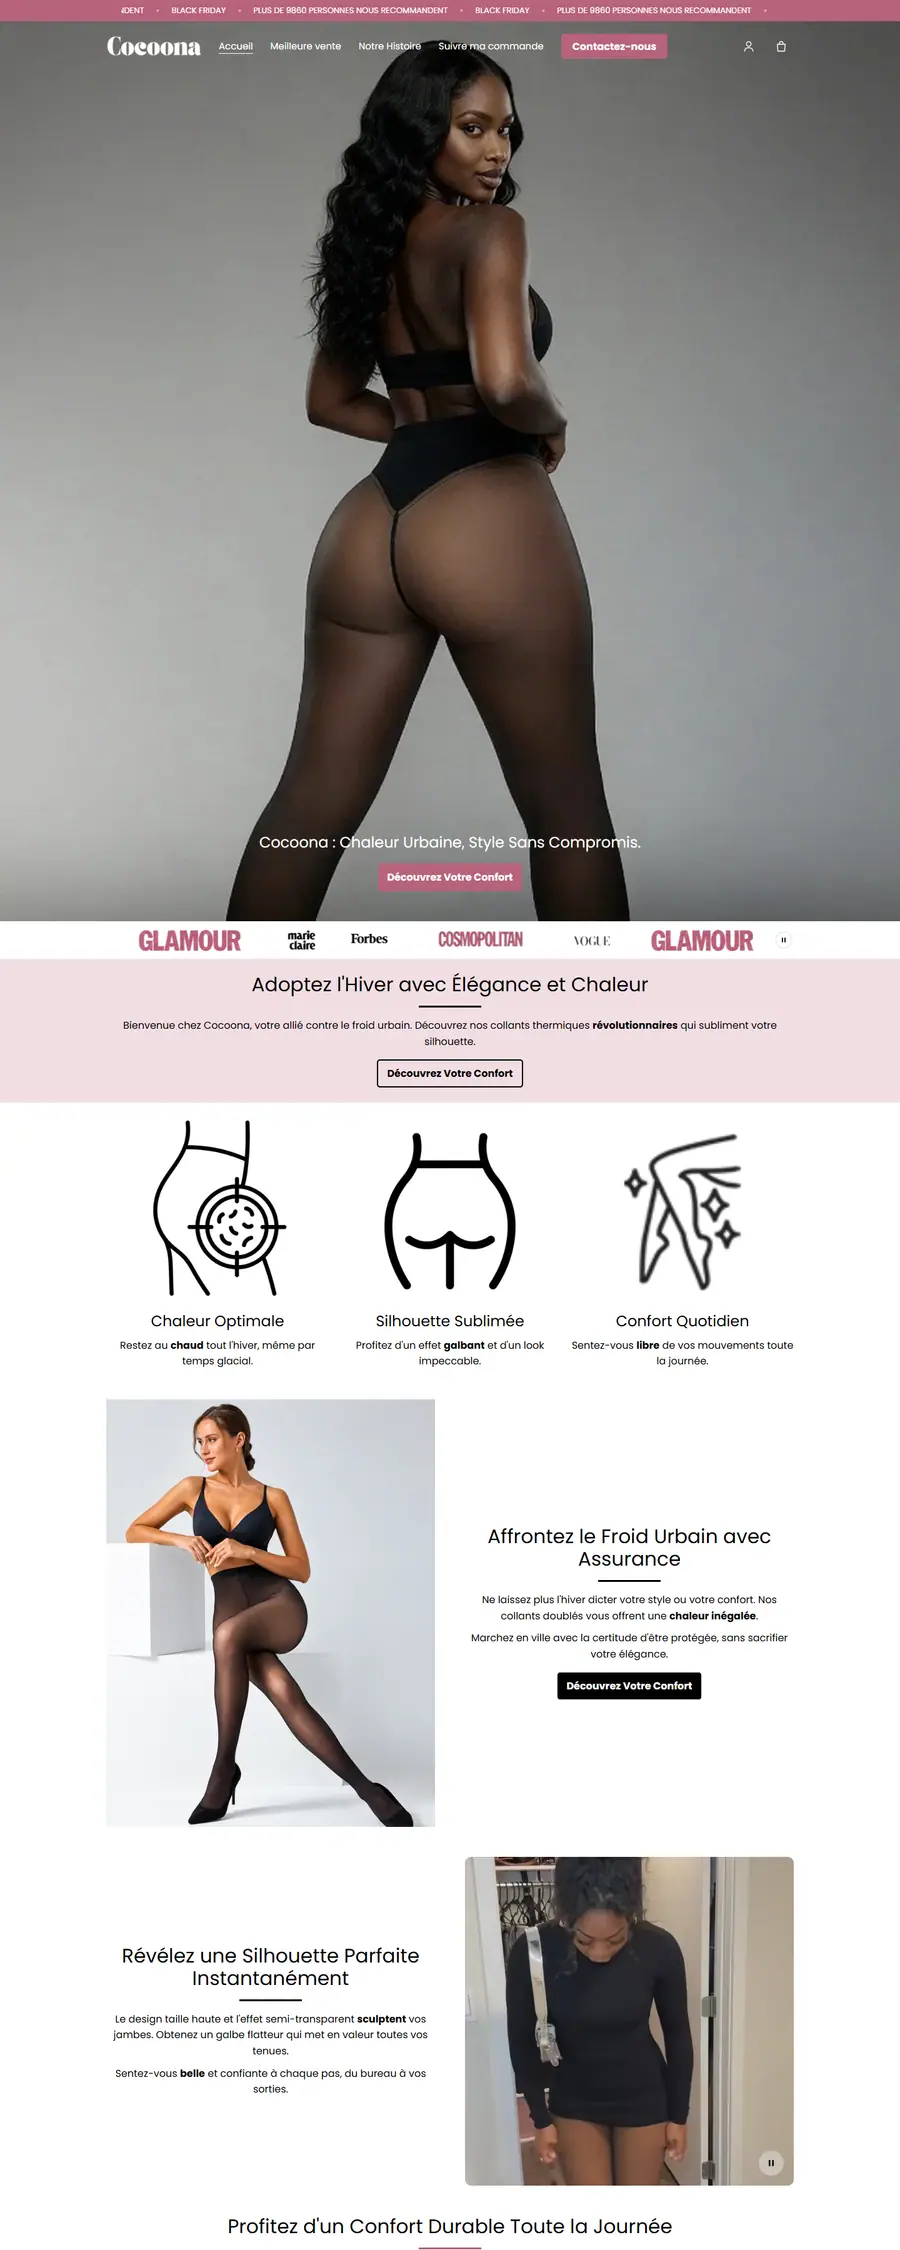 DENT • BLACK FRIDAY • PLUS DE 9860 PERSONNES NOUS RECOMMANDENT • BLACK FRIDAY • PLUS DE 9860 PERSONNES NOUS RECOMMANDENT •
Cocoona Accueil Meilleure vente Notre Histoire Suivre ma commande Contactez-nous
Cocoona : Chaleur Urbaine, Style Sans Compromis.
Découvrez Votre Confort
GLAMOUR marie claire Forbes COSMOPOLITAN VOGUE GLAMOUR
Adoptez l'Hiver avec Élégance et Chaleur
Bienvenue chez Cocoona, votre allié contre le froid urbain. Découvrez nos collants thermiques révolutionnaires qui subliment votre
silhouette.
Découvrez Votre Confort
Chaleur Optimale
Restez au chaud tout l'hiver, même par
temps glacial.
Silhouette Sublimée
Profitez d'un effet galbant et d'un look
impeccable.
Confort Quotidien
Sentez-vous libre de vos mouvements toute
la journée.
Affrontez le Froid Urbain avec
Assurance
Ne laissez plus l'hiver dicter votre style ou votre confort. Nos
collants doublés vous offrent une chaleur inégalée.
Marchez en ville avec la certitude d'être protégée, sans sacrifier
votre élégance.
Découvrez Votre Confort
Révélez une Silhouette Parfaite
Instantanément
Le design taille haute et l'effet semi-transparent sculptent vos
jambes. Obtenez un galbe flatteur qui met en valeur toutes vos
tenues.
Sentez-vous belle et confiante à chaque pas, du bureau à vos
sorties.
Profitez d'un Confort Durable Toute la Journée